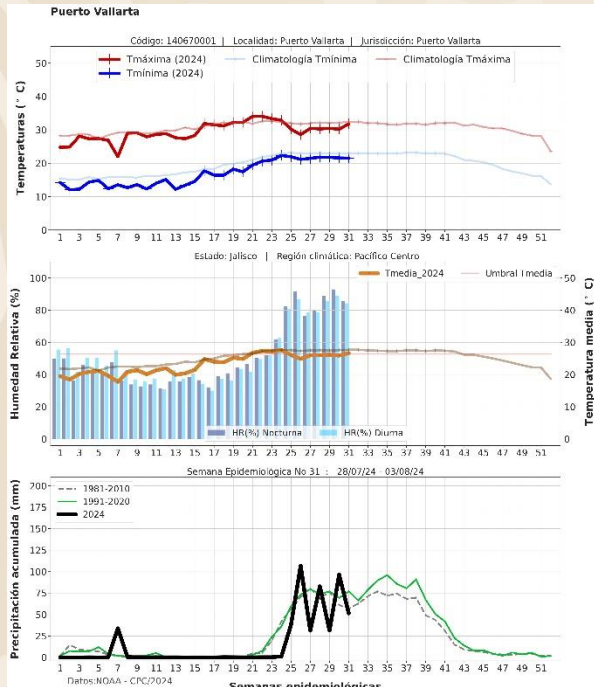 Puerto Vallarta
Código: 140670001 | Localidad: Puerto Vallarta | Jurisdicción: Puerto Vallarta
Tmáxima (2024) Climatología Tmínima Climatología Tmáxima
Tmínima (2024)
Temperaturas (° C)
50
40
30
20
10
0
1 3 5 7 9 11 13 15 17 19 21 23 25 27 29 31 33 35 37 39 41 43 45 47 49 51
Estado: Jalisco | Región climática: Pacífico Centro
Tmedia_2024 Umbral Tmedia
Humedad Relativa (%)
100
80
60
40
20
0
Temperatura media (° C)
50
40
30
20
10
0
HR(%) Nocturna HR(%) Diurna
1 3 5 7 9 11 13 15 17 19 21 23 25 27 29 31 33 35 37 39 41 43 45 47 49 51
Semana Epidemiológica No 31 : 28/07/24 - 03/08/24
1981-2010
1991-2020
2024
Precipitación acumulada (mm)
200
175
150
125
100
75
50
25
0
1 3 5 7 9 11 13 15 17 19 21 23 25 27 29 31 33 35 37 39 41 43 45 47 49 51
Datos:NOAA - CPC/2024
Semanas epidemiológicas